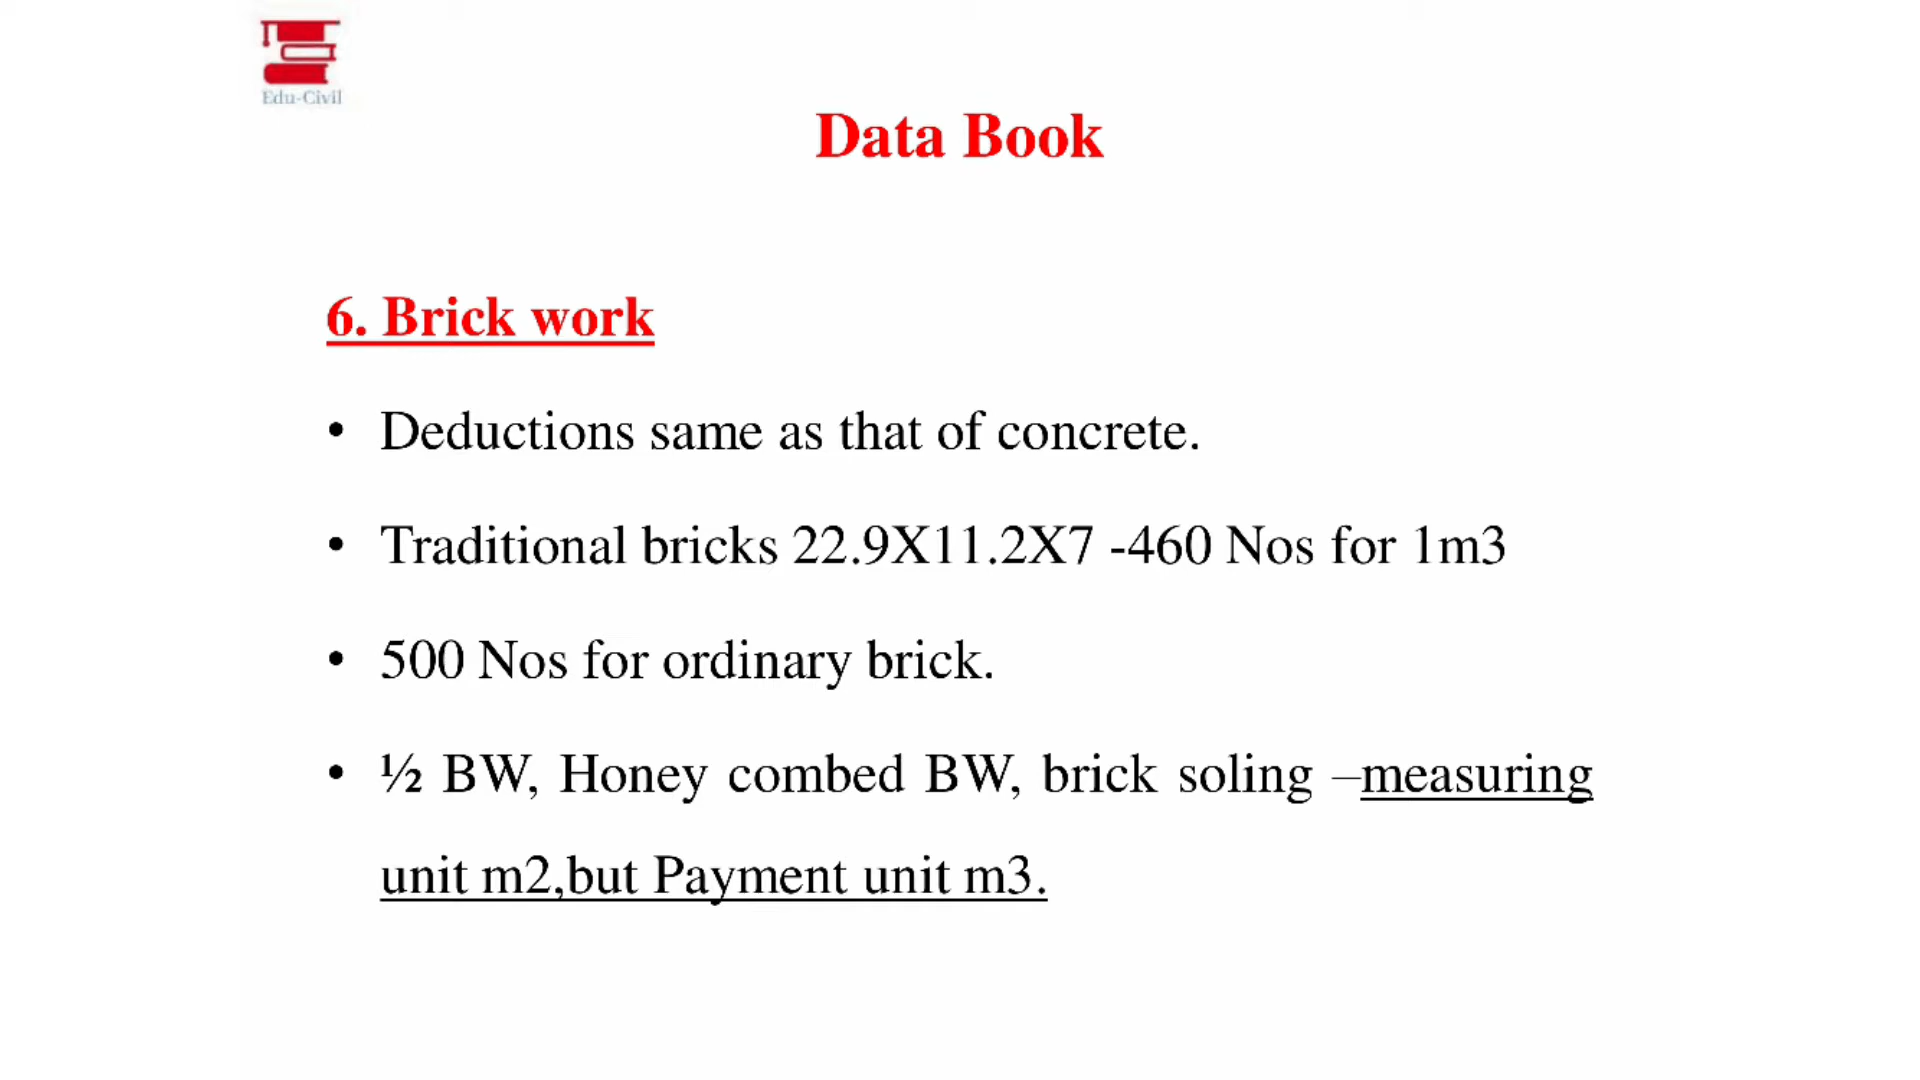 Edu-Civil
Data Book
6. Brick work
• Deductions same as that of concrete.
• Traditional bricks 22.9X11.2X7 -460 Nos for 1m3
• 500 Nos for ordinary brick.
• ½ BW, Honey combed BW, brick soling –measuring
unit m2,but Payment unit m3.